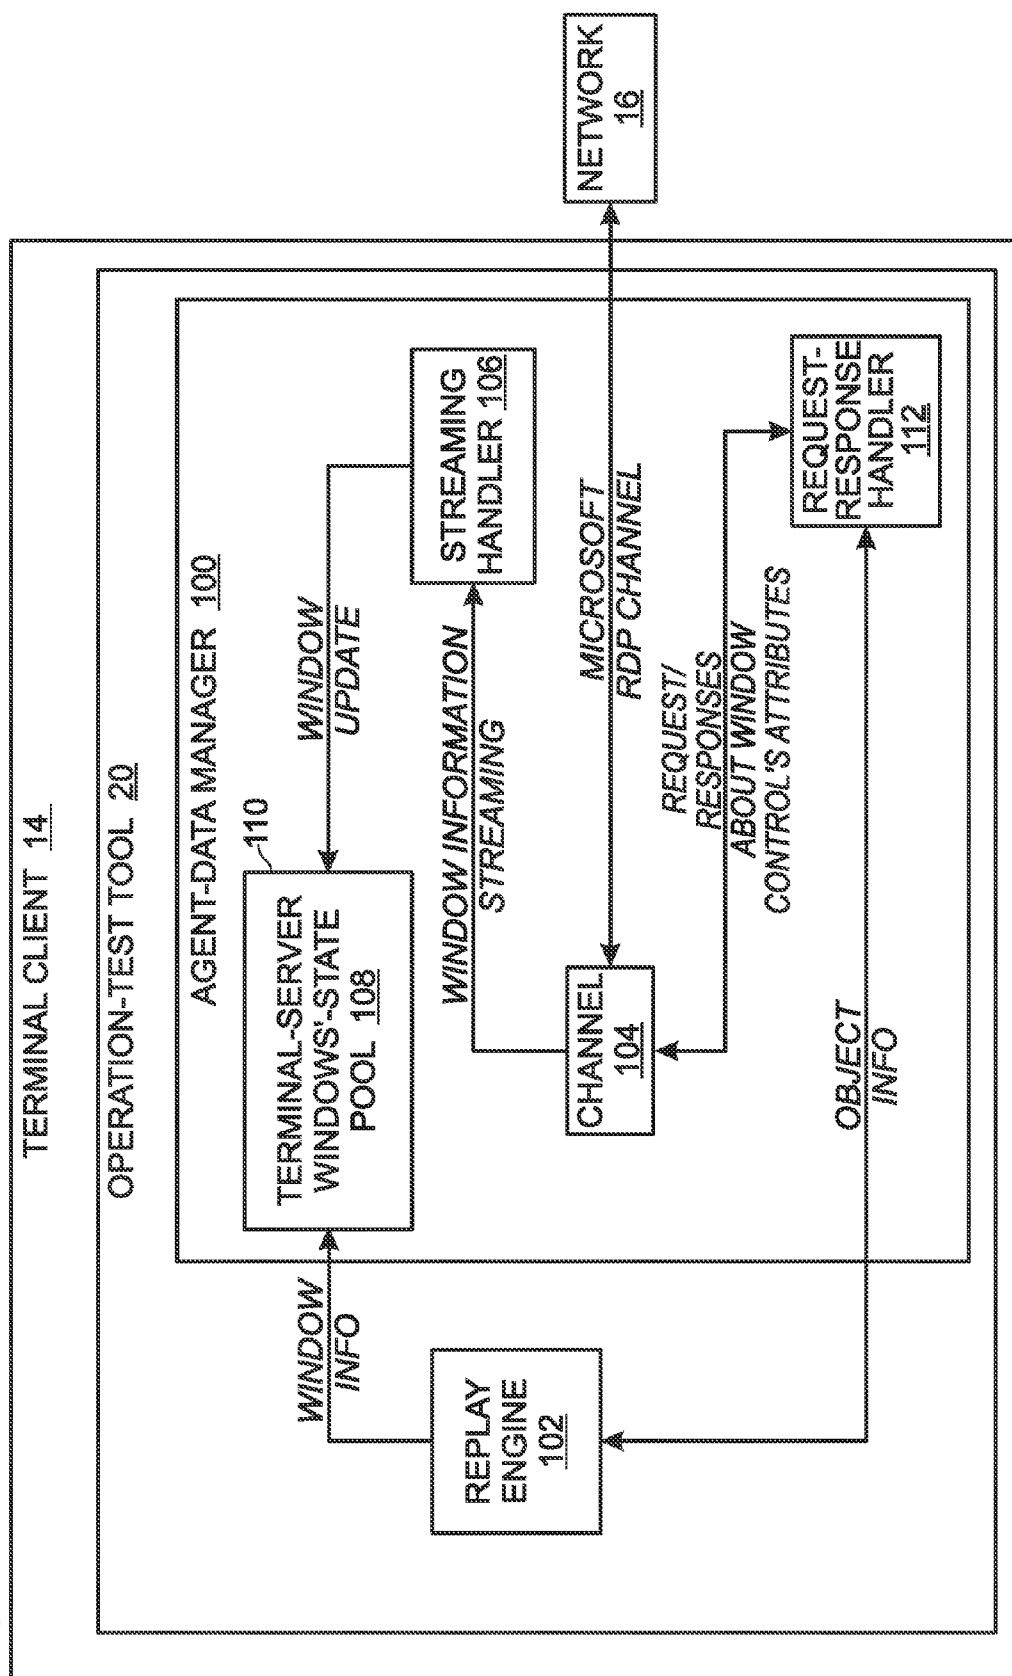 TERMINAL CLIENT 14
OPERATION-TEST TOOL 20
AGENT-DATA MANAGER 100
110
TERMINAL-SERVER
WINDOWS'-STATE
POOL 108
WINDOW
UPDATE
STREAMING
HANDLER 106
WINDOW
INFO
REPLAY
ENGINE
102
WINDOW INFORMATION
STREAMING
CHANNEL
104
MICROSOFT
RDP CHANNEL
NETWORK
16
REQUEST/
RESPONSES
ABOUT WINDOW
CONTROL'S ATTRIBUTES
REQUEST-
RESPONSE
HANDLER
112
OBJECT
INFO